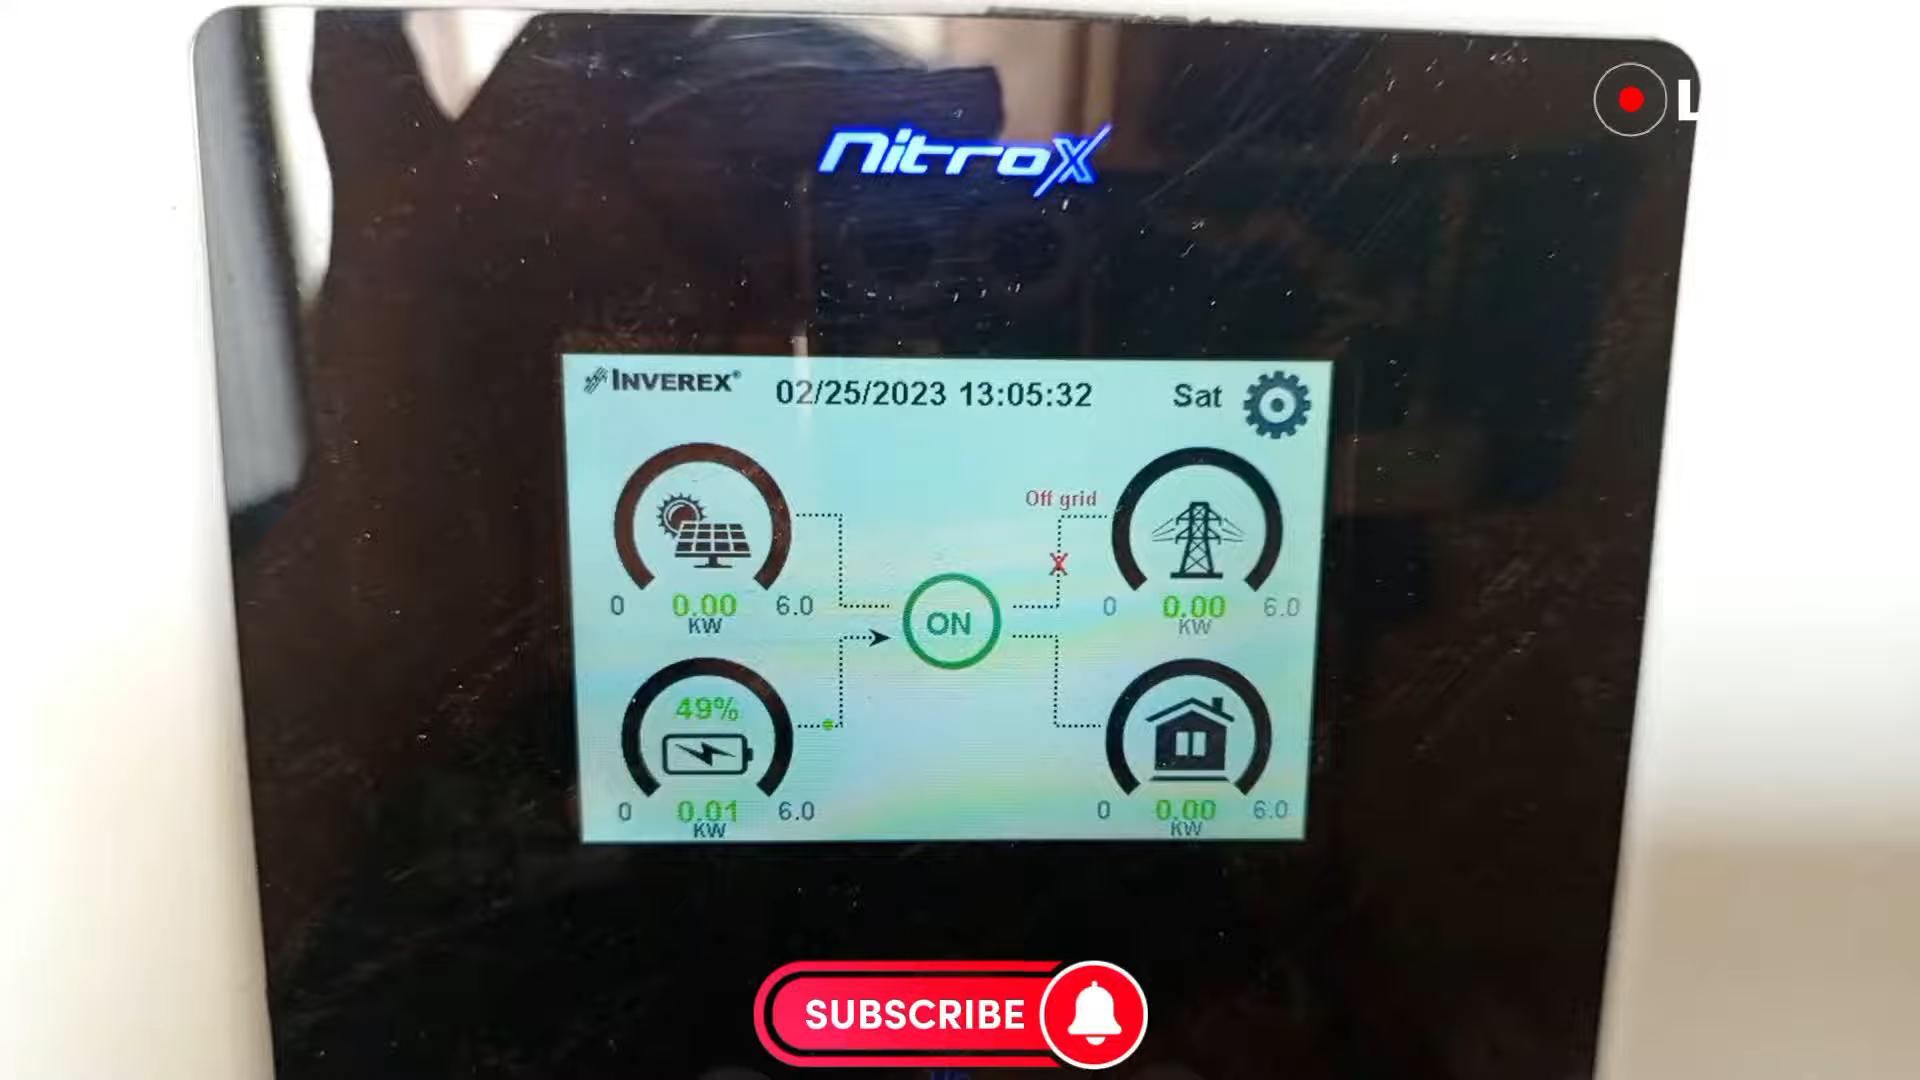 NitroX
L
INVEREX®
02/25/2023 13:05:32
Sat
Off grid
0 0.00 6.0
KW
ON
0 0.00 6.0
KW
49%
0 0.01 6.0
KW
0 0.00 6.0
KW
SUBSCRIBE
Up